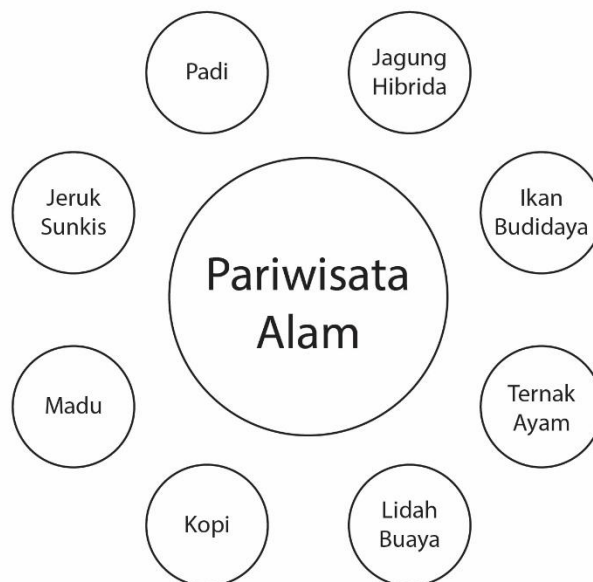 Padi
Jagung
Hibrida
Jeruk
Sunkis
Ikan
Budidaya
Pariwisata
Alam
Madu
Ternak
Ayam
Kopi
Lidah
Buaya